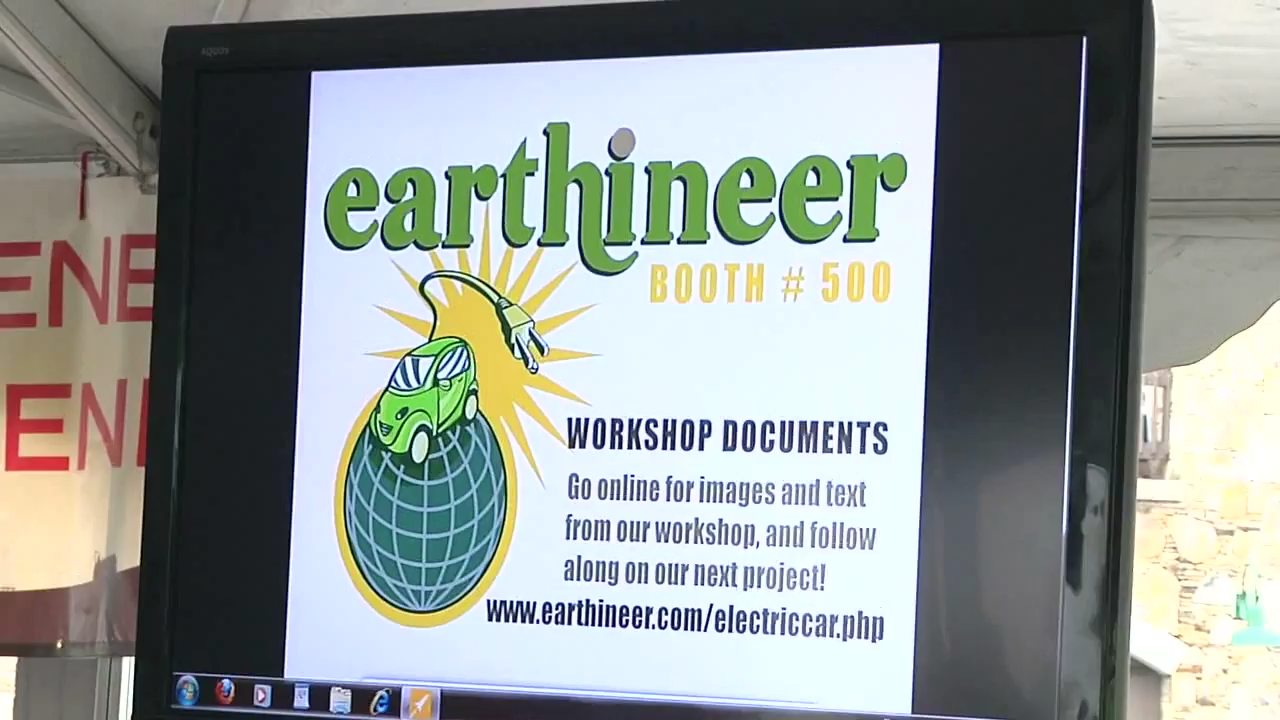 AQUOS
earthineer
BOOTH # 500
WORKSHOP DOCUMENTS
Go online for images and text
from our workshop, and follow
along on our next project!
www.earthineer.com/electriccar.php